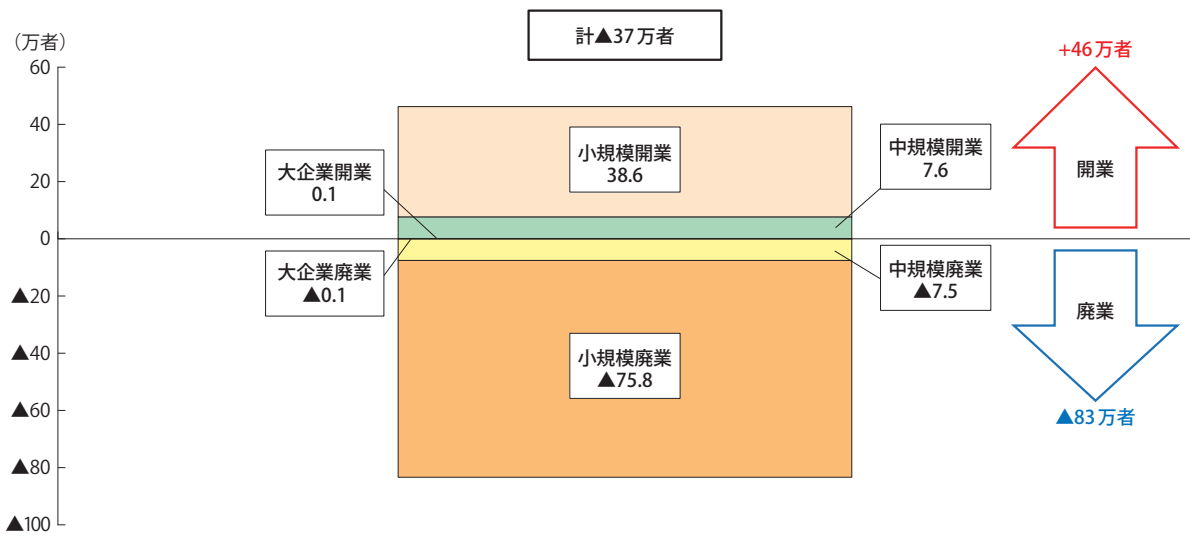 計▲37万者
（万者）
60
40
20
0
▲20
▲40
▲60
▲80
▲100
小規模開業
38.6
中規模開業
7.6
大企業開業
0.1
大企業廃業
▲0.1
中規模廃業
▲7.5
小規模廃業
▲75.8
+46万者
開業
廃業
▲83万者